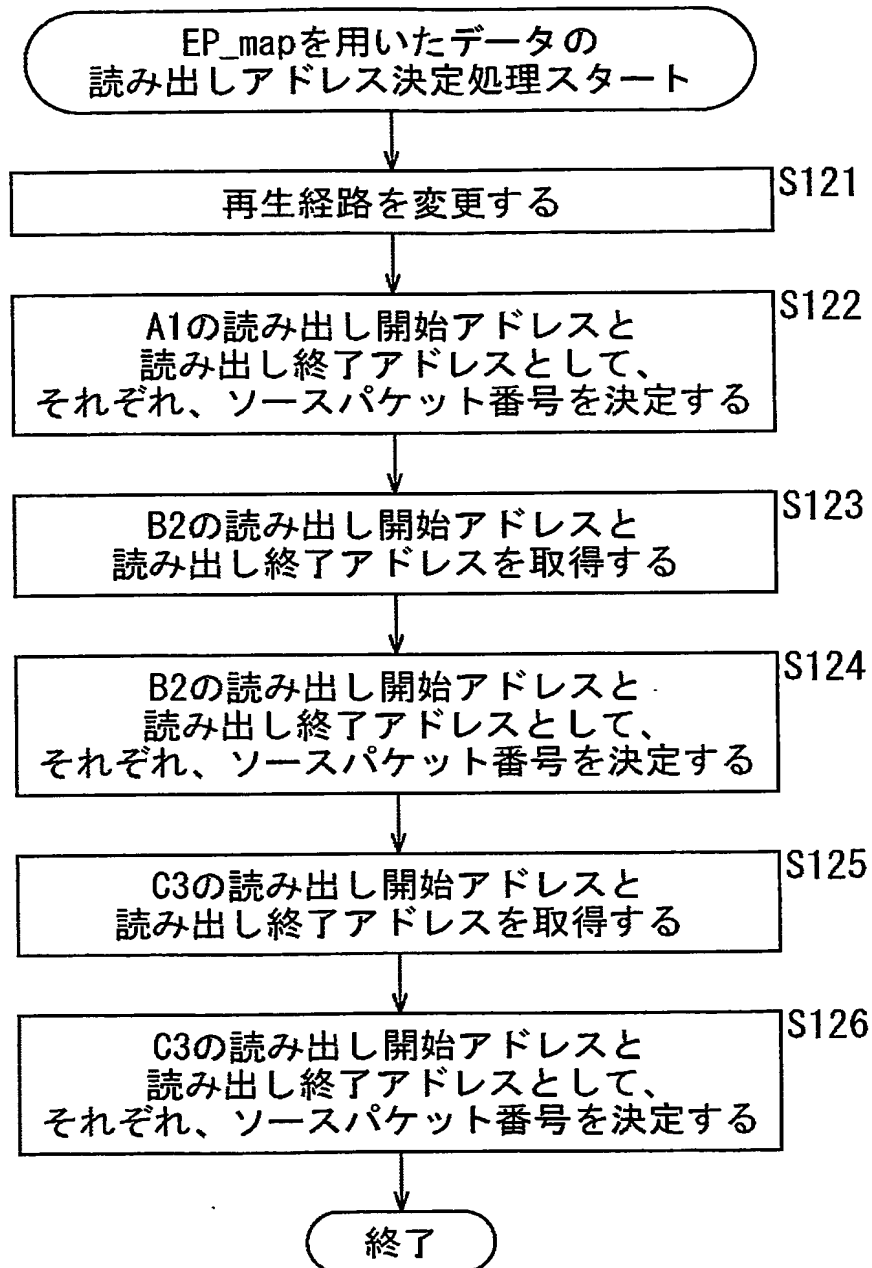 EP_mapを用いたデータの
読み出しアドレス決定処理スタート
再生経路を変更する
S121
A1の読み出し開始アドレスと
読み出し終了アドレスとして、
それぞれ、ソースパケット番号を決定する
S122
B2の読み出し開始アドレスと
読み出し終了アドレスを取得する
S123
B2の読み出し開始アドレスと
読み出し終了アドレスとして、
それぞれ、ソースパケット番号を決定する
S124
C3の読み出し開始アドレスと
読み出し終了アドレスを取得する
S125
C3の読み出し開始アドレスと
読み出し終了アドレスとして、
それぞれ、ソースパケット番号を決定する
S126
終了